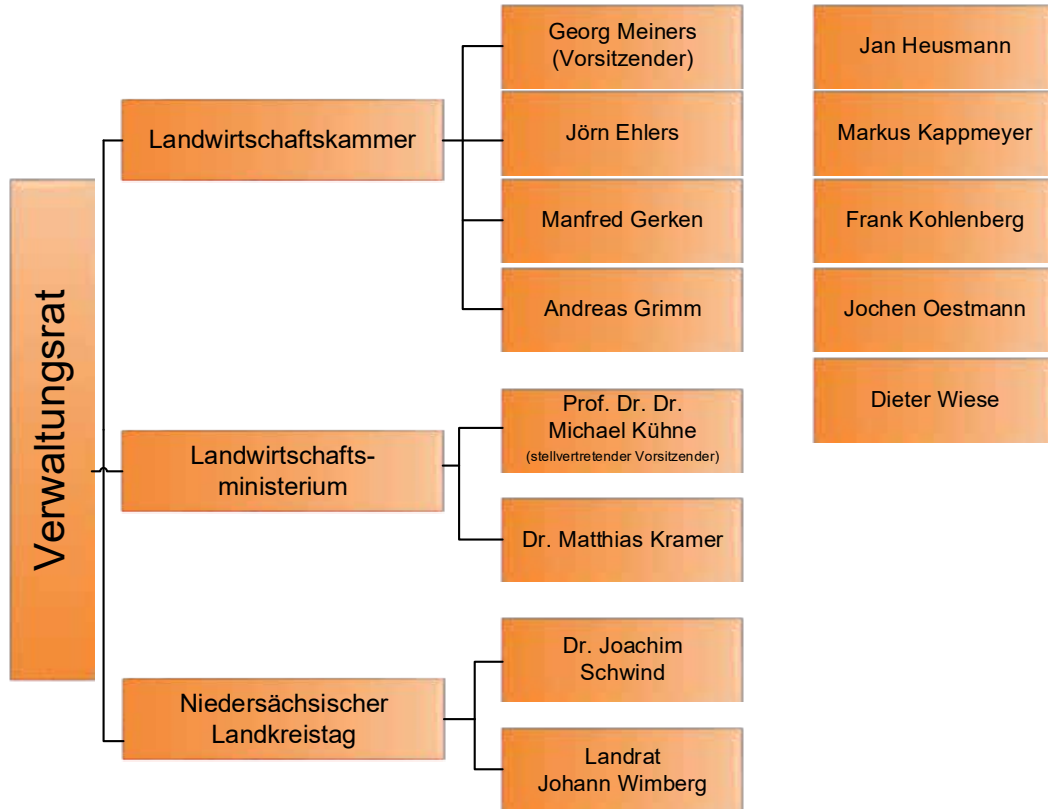 Verwaltungsrat
Landwirtschaftskammer
Georg Meiners
(Vorsitzender)
Jörn Ehlers
Manfred Gerken
Andreas Grimm
Jan Heusmann
Markus Kappmeyer
Frank Kohlenberg
Jochen Oestmann
Dieter Wiese
Landwirtschafts-
ministerium
Prof. Dr. Dr.
Michael Kühne
(stellvertretender Vorsitzender)
Dr. Matthias Kramer
Niedersächsischer
Landkreistag
Dr. Joachim
Schwind
Landrat
Johann Wimberg